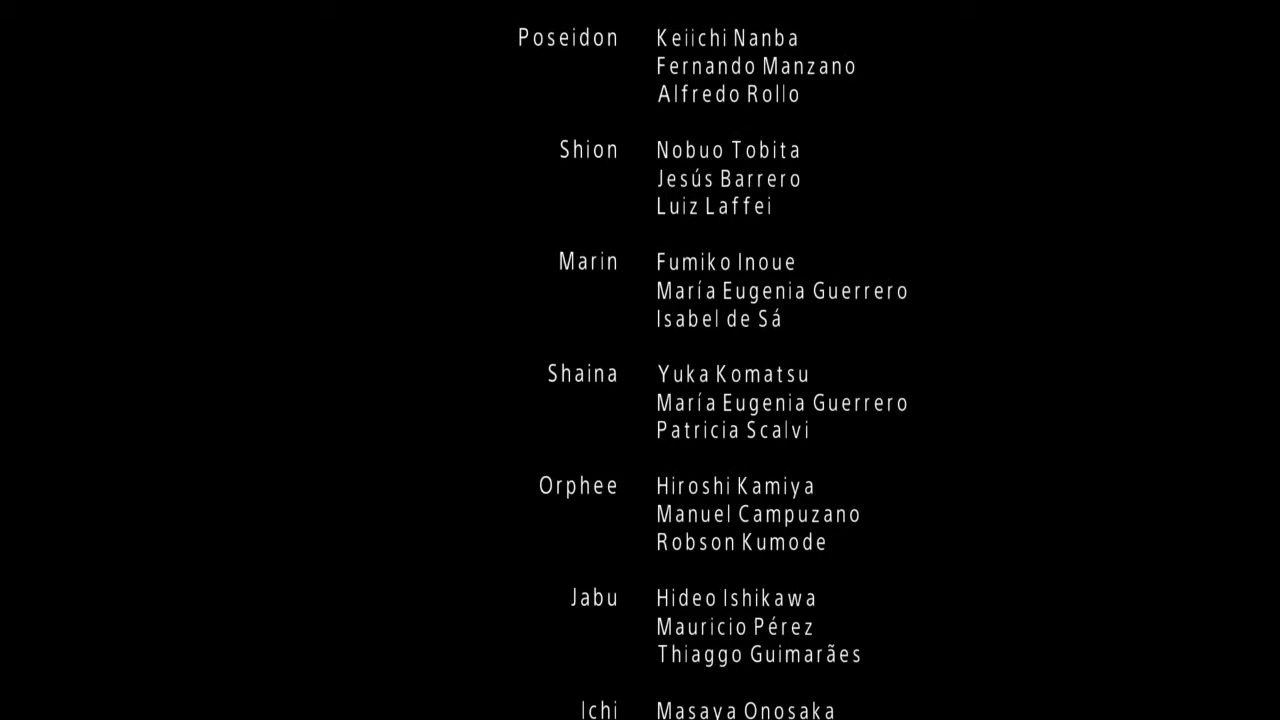 Poseidon Keiichi Nanba
Fernando Manzano
Alfredo Rollo
Shion Nobuo Tobita
Jesús Barrero
Luiz Laffei
Marin Fumiko Inoue
María Eugenia Guerrero
Isabel de Sá
Shaina Yuka Komatsu
María Eugenia Guerrero
Patricia Scalvi
Orphee Hiroshi Kamiya
Manuel Campuzano
Robson Kumode
Jabu Hideo Ishikawa
Mauricio Pérez
Thiaggo Guimarães
Ichi Masaya Onosaka